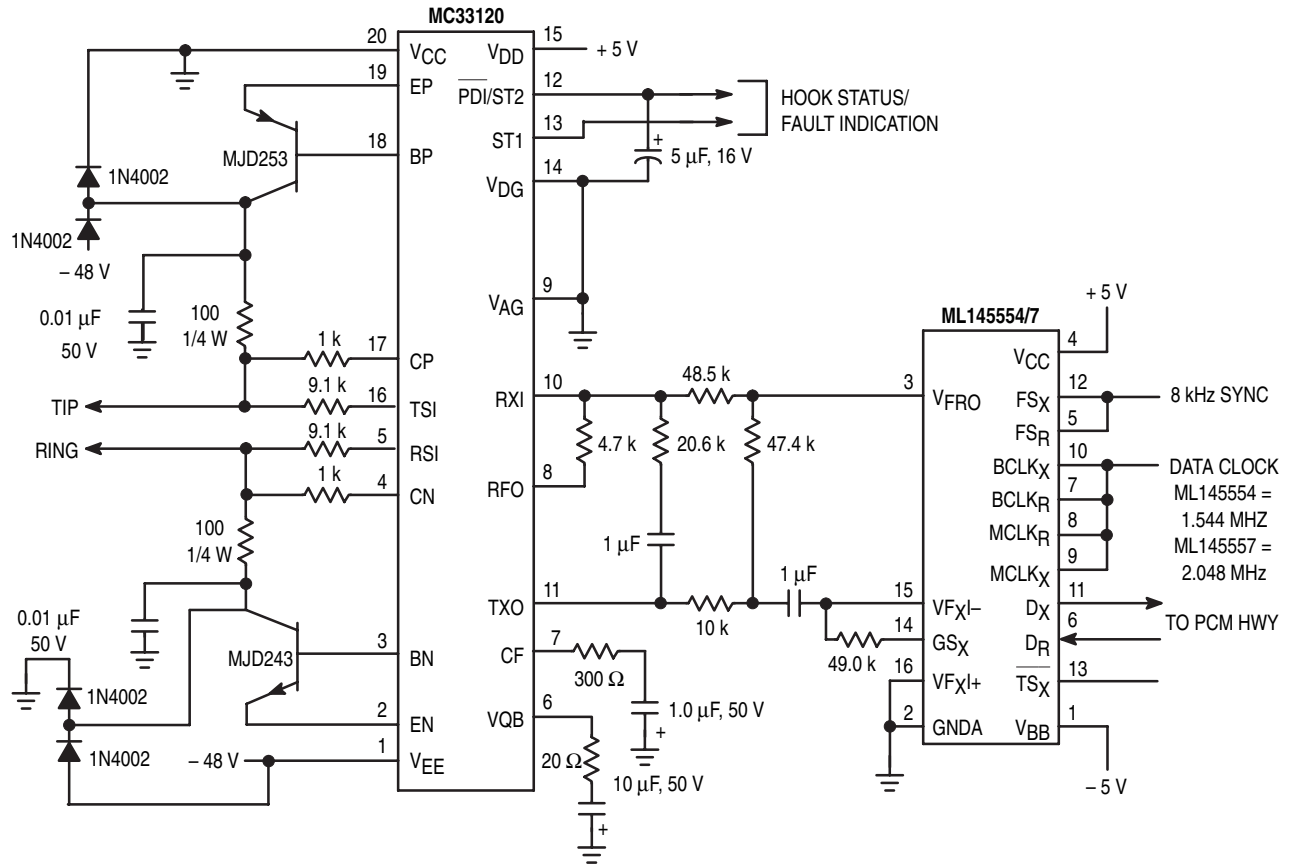 MC33120
20
VCC
19
EP
18
BP
17
CP
16
TSI
5
RSI
4
CN
3
BN
2
EN
1
VEE
15
VDD
+ 5 V
12
PDI/ST2
13
ST1
14
VDG
9
VAG
10
RXI
8
RFO
11
TXO
7
CF
6
VQB
HOOK STATUS/
FAULT INDICATION
+
5 µF, 16 V
MJD253
1N4002
1N4002
– 48 V
0.01 µF
50 V
100
1/4 W
1 k
9.1 k
TIP
RING
9.1 k
1 k
100
1/4 W
0.01 µF
50 V
MJD243
1N4002
1N4002
– 48 V
48.5 k
4.7 k
20.6 k
47.4 k
1 µF
1 µF
10 k
49.0 k
300 Ω
1.0 µF, 50 V
+
20 Ω
10 µF, 50 V
+
ML145554/7
3
VFRO
15
VFXI–
14
GSX
16
VFXI+
2
GNDA
+ 5 V
4
VCC
12
FSX
5
FSR
8 kHz SYNC
10
BCLKX
7
BCLKR
8
MCLKR
9
MCLKX
DATA CLOCK
ML145554 =
1.544 MHZ
ML145557 =
2.048 MHz
11
DX
6
DR
TO PCM HWY
13
TSX
1
VBB
– 5 V